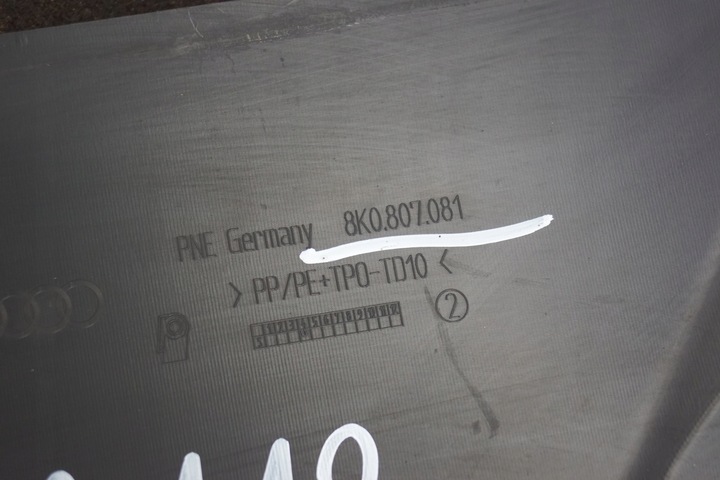 PNE Germany 8K0.807.081
>PP/PE+TPO-TD10<
2